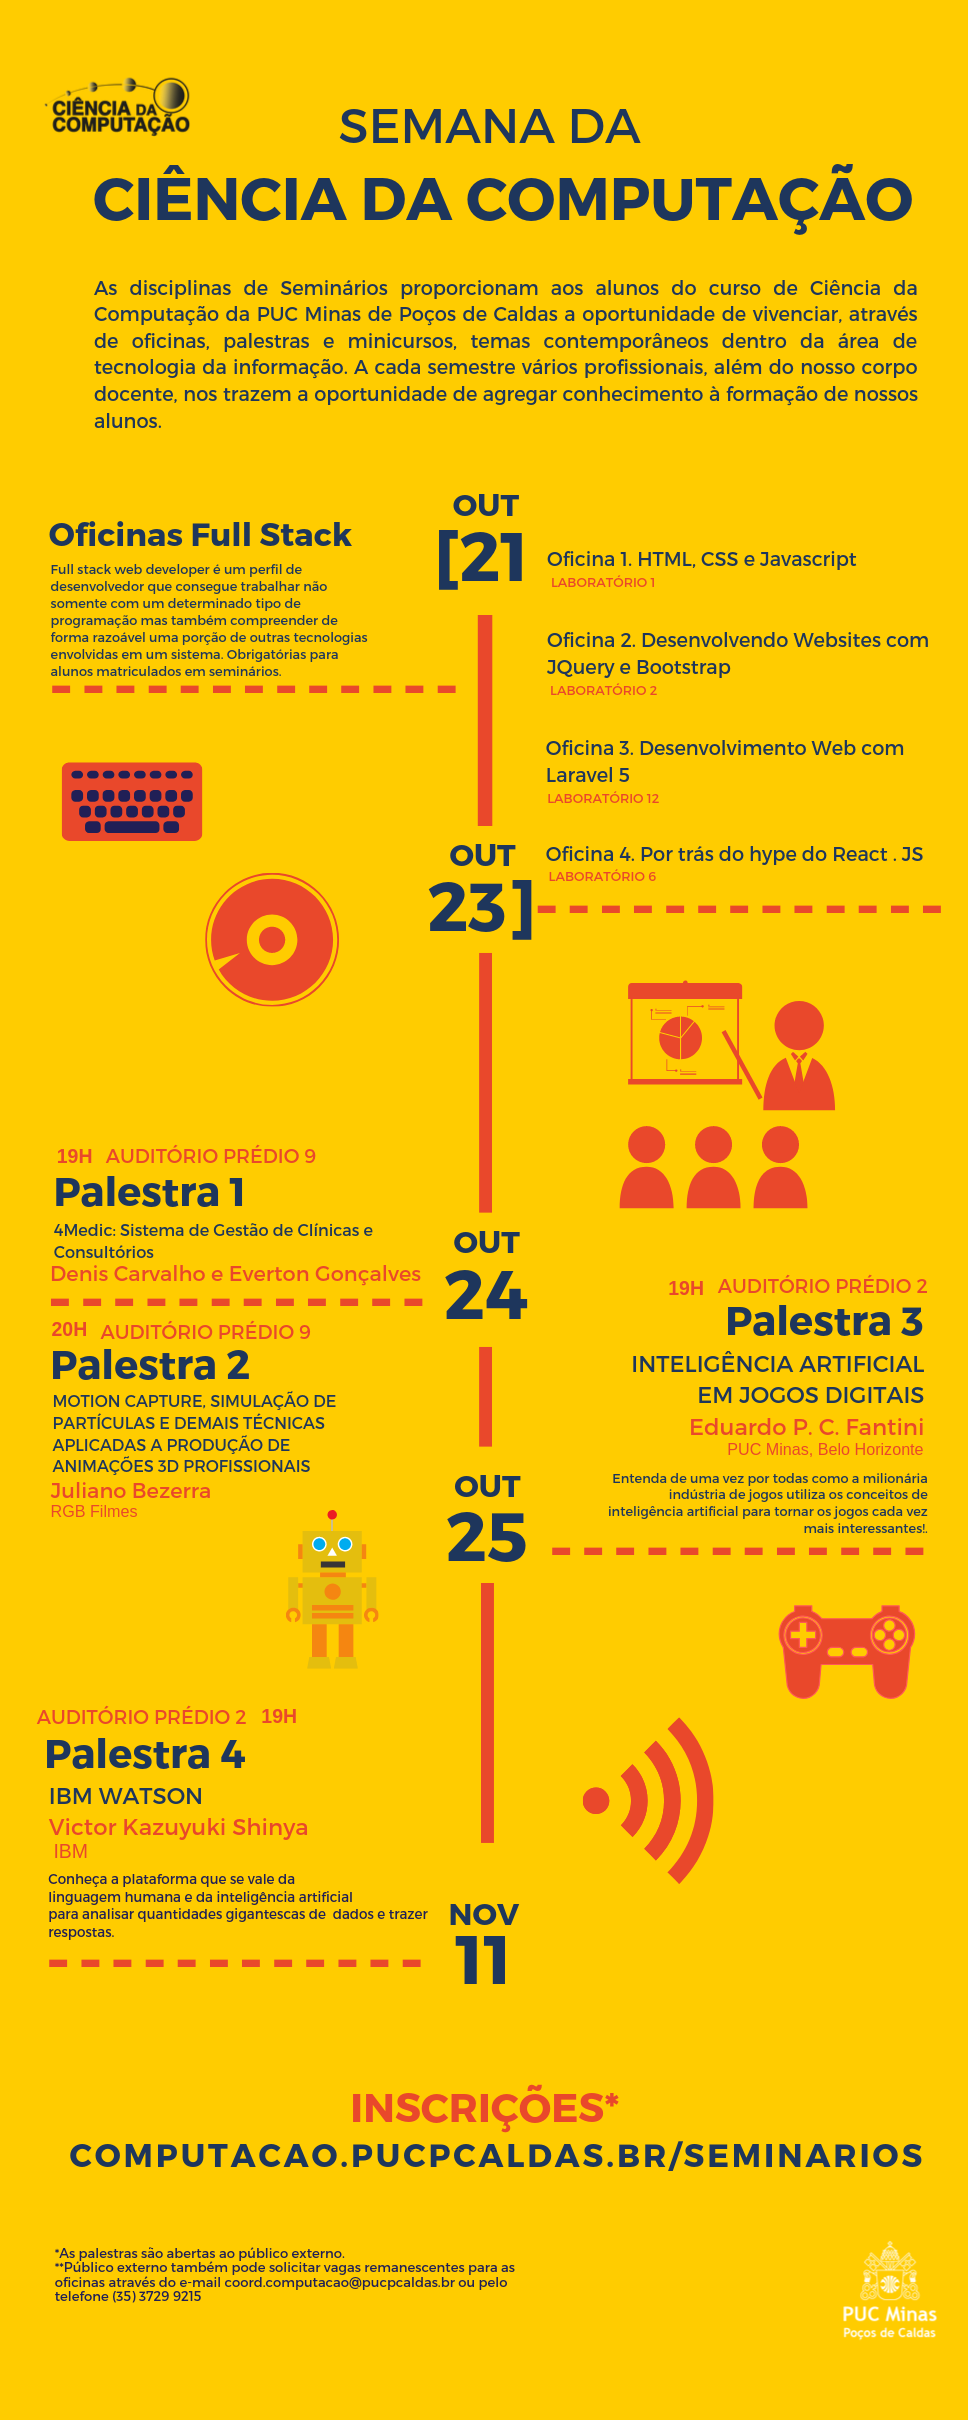 CIÊNCIA DA
COMPUTAÇÃO
SEMANA DA
CIÊNCIA DA COMPUTAÇÃO
As disciplinas de Seminários proporcionam aos alunos do curso de Ciência da
Computação da PUC Minas de Poços de Caldas a oportunidade de vivenciar, através
de oficinas, palestras e minicursos, temas contemporâneos dentro da área de
tecnologia da informação. A cada semestre vários profissionais, além do nosso corpo
docente, nos trazem a oportunidade de agregar conhecimento à formação de nossos
alunos.
OUT
[21
Oficinas Full Stack
Full stack web developer é um perfil de
desenvolvedor que consegue trabalhar não
somente com um determinado tipo de
programação mas também compreender de
forma razoável uma porção de outras tecnologias
envolvidas em um sistema. Obrigatórias para
alunos matriculados em seminários.
Oficina 1. HTML, CSS e Javascript
LABORATÓRIO 1
Oficina 2. Desenvolvendo Websites com
JQuery e Bootstrap
LABORATÓRIO 2
Oficina 3. Desenvolvimento Web com
Laravel 5
LABORATÓRIO 12
Oficina 4. Por trás do hype do React . JS
LABORATÓRIO 6
OUT
23]
19H AUDITÓRIO PRÉDIO 9
Palestra 1
4Medic: Sistema de Gestão de Clínicas e
Consultórios
Denis Carvalho e Everton Gonçalves
OUT
24
20H AUDITÓRIO PRÉDIO 9
Palestra 2
MOTION CAPTURE, SIMULAÇÃO DE
PARTÍCULAS E DEMAIS TÉCNICAS
APLICADAS A PRODUÇÃO DE
ANIMAÇÕES 3D PROFISSIONAIS
Juliano Bezerra
RGB Filmes
19H AUDITÓRIO PRÉDIO 2
Palestra 3
INTELIGÊNCIA ARTIFICIAL
EM JOGOS DIGITAIS
Eduardo P. C. Fantini
PUC Minas, Belo Horizonte
Entenda de uma vez por todas como a milionária
indústria de jogos utiliza os conceitos de
inteligência artificial para tornar os jogos cada vez
mais interessantes!.
OUT
25
AUDITÓRIO PRÉDIO 2 19H
Palestra 4
IBM WATSON
Victor Kazuyuki Shinya
IBM
Conheça a plataforma que se vale da
linguagem humana e da inteligência artificial
para analisar quantidades gigantescas de dados e trazer
respostas.
NOV
11
INSCRIÇÕES*
COMPUTACAO.PUCPCALDAS.BR/SEMINARIOS
*As palestras são abertas ao público externo.
**Público externo também pode solicitar vagas remanescentes para as
oficinas através do e-mail coord.computacao@pucpcaldas.br ou pelo
telefone (35) 3729 9215
PUC Minas
Poços de Caldas